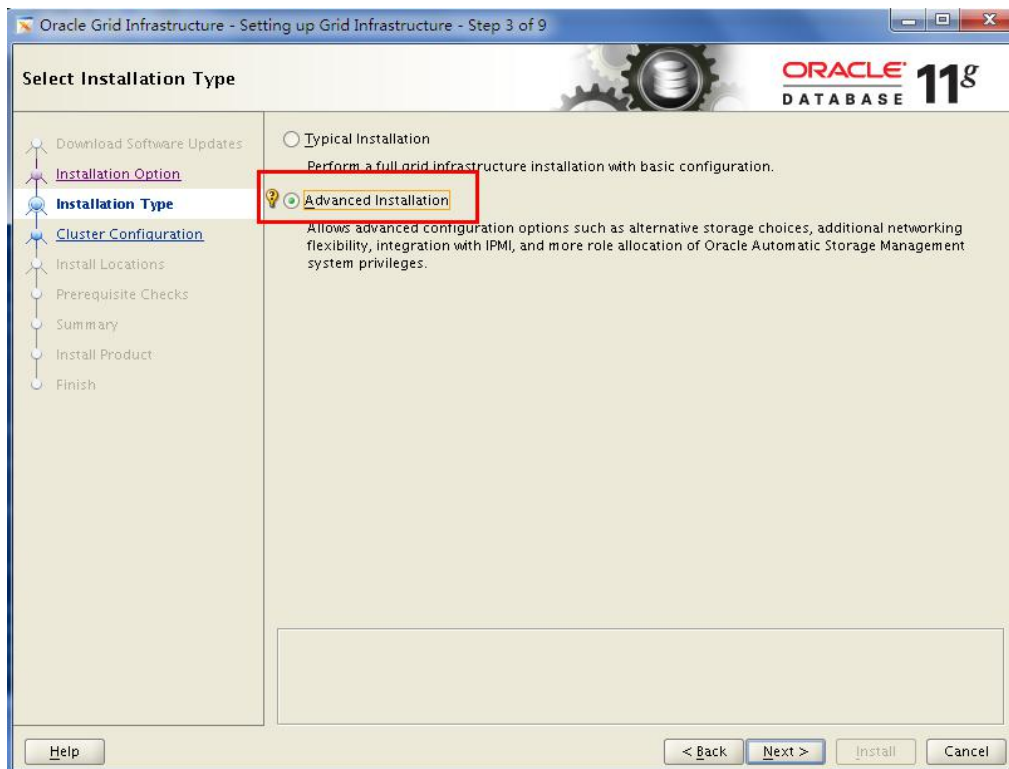 Oracle Grid Infrastructure - Setting up Grid Infrastructure - Step 3 of 9
Select Installation Type
ORACLE
DATABASE
11g
Download Software Updates
Installation Option
Installation Type
Cluster Configuration
Install Locations
Prerequisite Checks
Summary
Install Product
Finish
Typical Installation
Perform a full grid infrastructure installation with basic configuration.
Advanced Installation
Allows advanced configuration options such as alternative storage choices, additional networking
flexibility, integration with IPMI, and more role allocation of Oracle Automatic Storage Management
system privileges.
Help
< Back
Next >
Install
Cancel